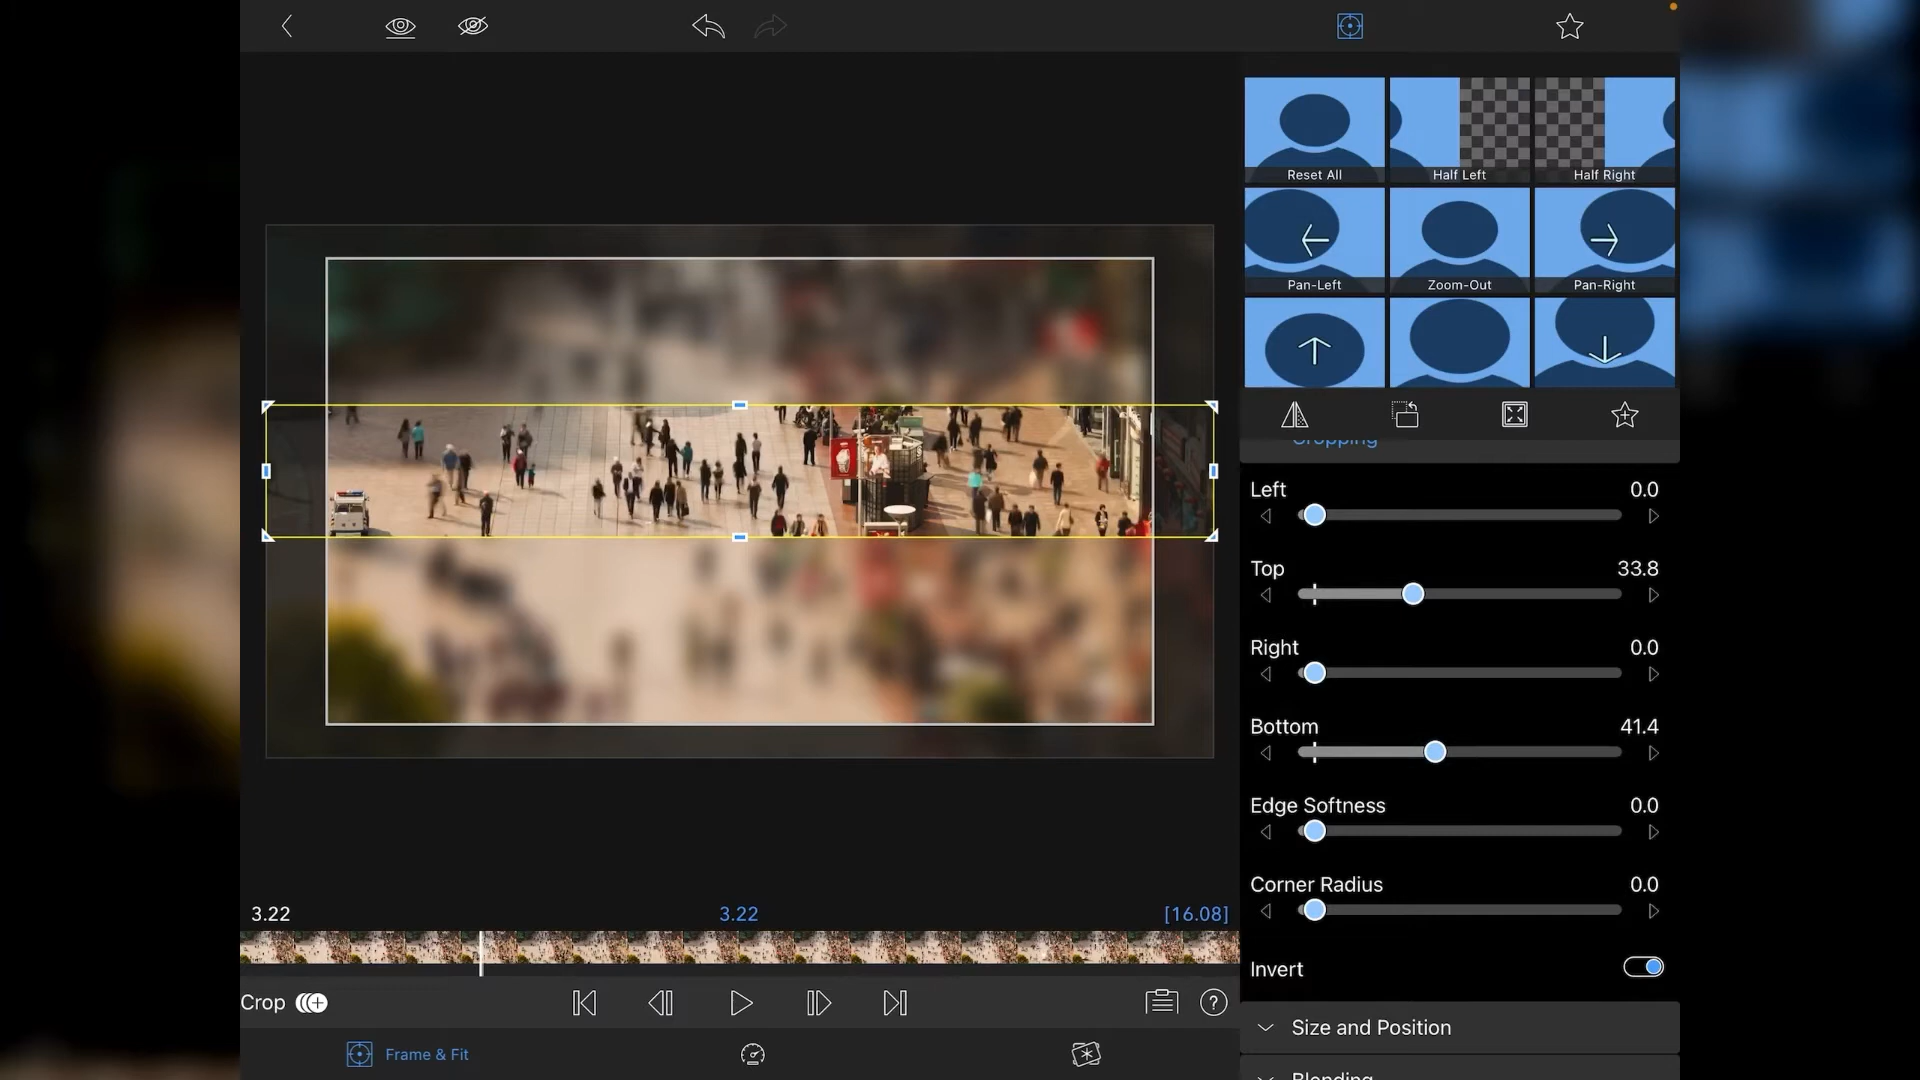 Reset All
Half Left
Half Right
Pan-Left
Zoom-Out
Pan-Right
Cropping
Left 0.0
Top 33.8
Right 0.0
Bottom 41.4
Edge Softness 0.0
Corner Radius 0.0
Invert
Size and Position
Blending
3.22 3.22 [16.08]
Crop
?
Frame & Fit